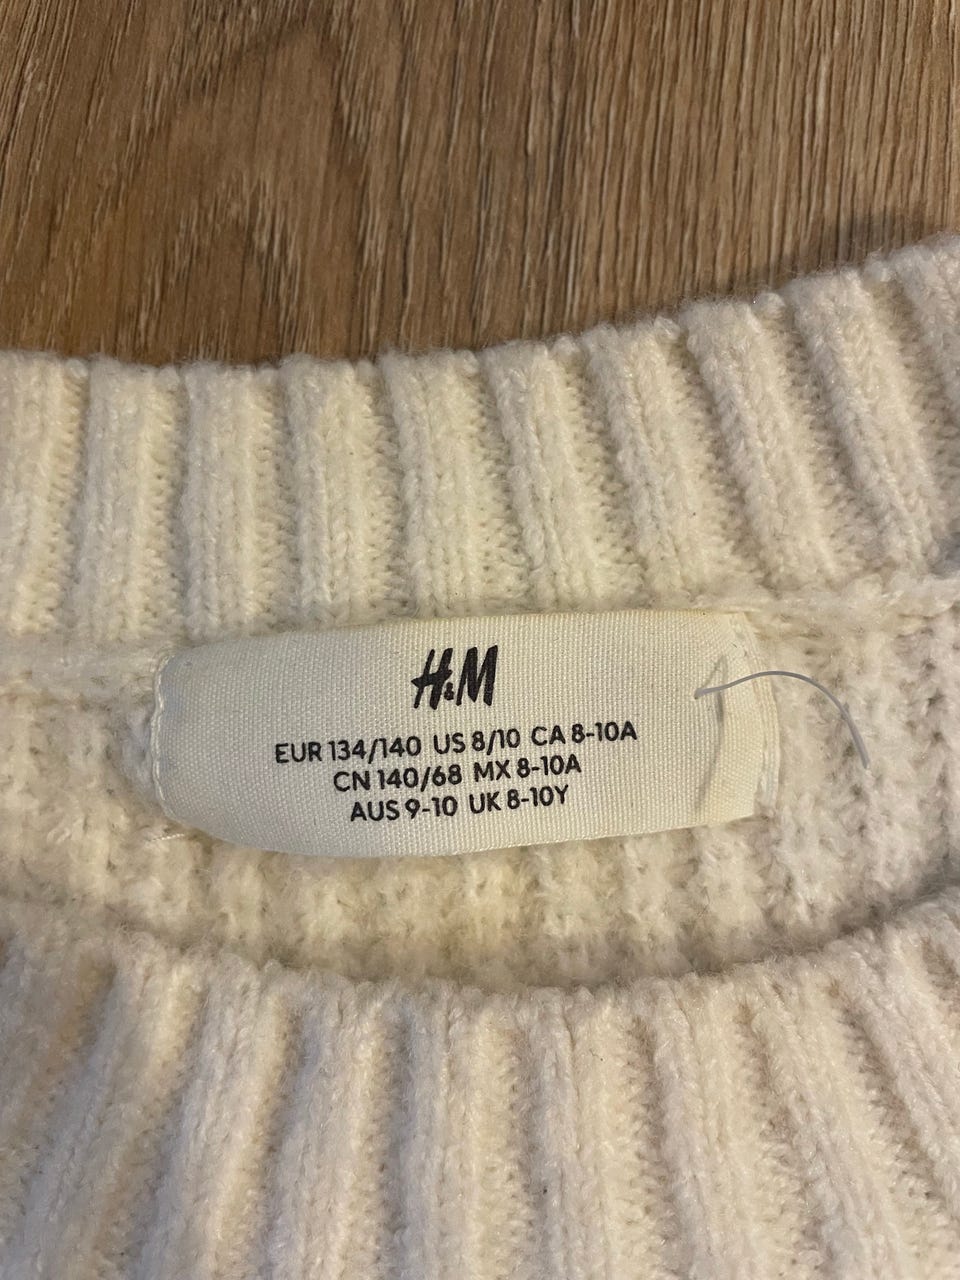 H&M
EUR 134/140 US 8/10 CA 8-10A
CN 140/68 MX 8-10A
AUS 9-10 UK 8-10Y